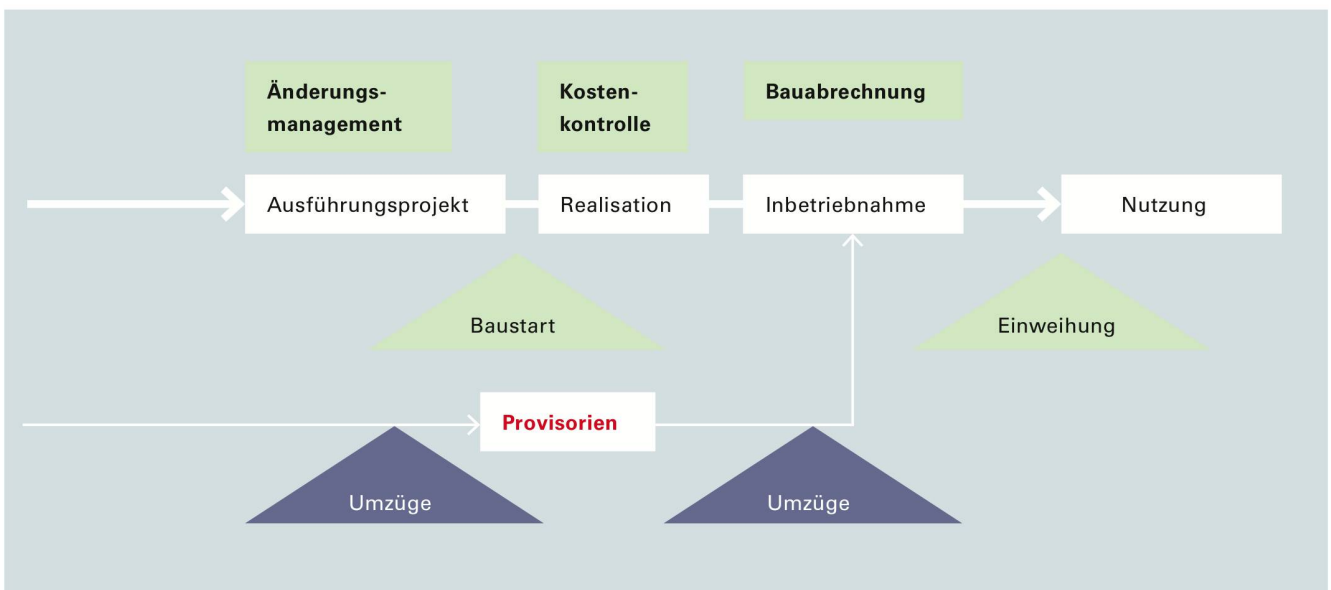 Änderungs-
management
Kosten-
kontrolle
Bauabrechnung
Ausführungsprojekt
Realisation
Inbetriebnahme
Nutzung
Baustart
Einweihung
Provisorien
Umzüge
Umzüge